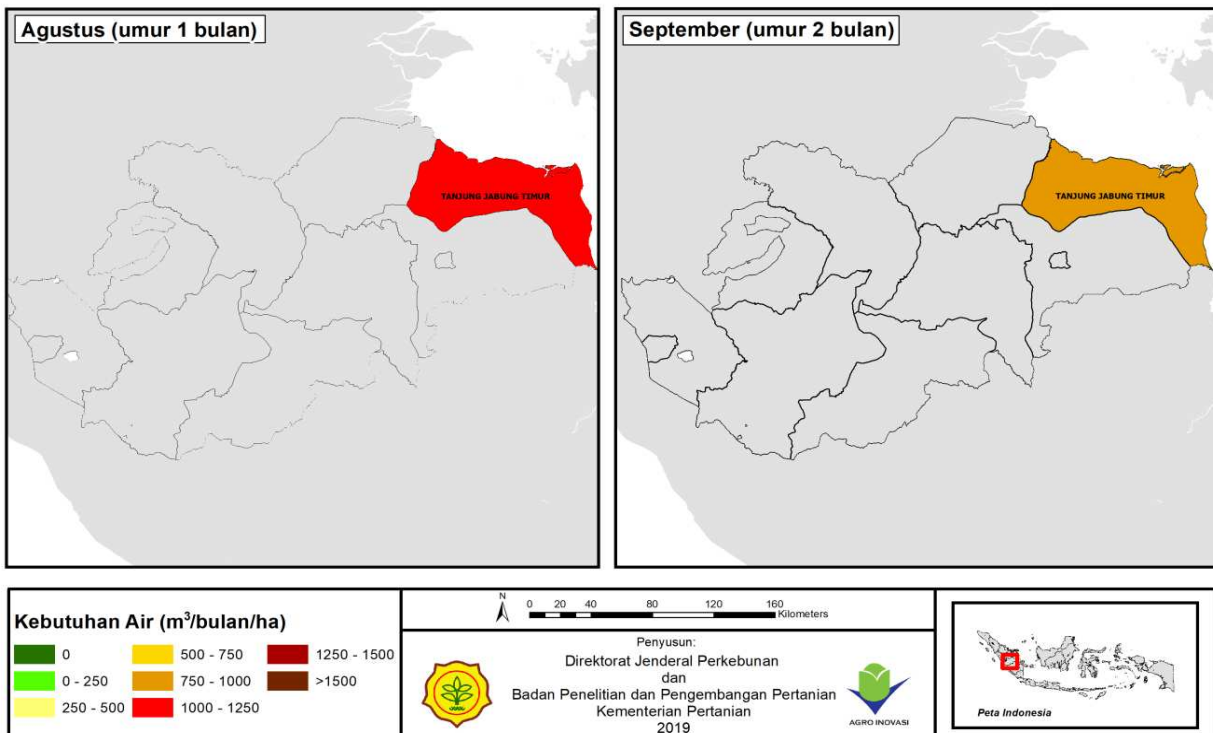 Agustus (umur 1 bulan)
TANJUNG JABUNG TIMUR
September (umur 2 bulan)
TANJUNG JABUNG TIMUR
Kebutuhan Air (m³/bulan/ha)
0
0 - 250
250 - 500
500 - 750
750 - 1000
1000 - 1250
1250 - 1500
>1500
N
0 20 40 80 120 160
Kilometers
Penyusun:
Direktorat Jenderal Perkebunan
dan
Badan Penelitian dan Pengembangan Pertanian
Kementerian Pertanian
2019
AGRO INOVASI
Peta Indonesia